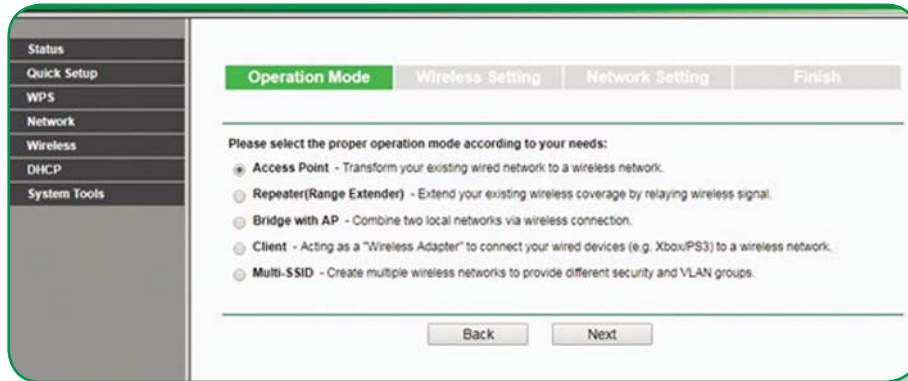 Status
Quick Setup
WPS
Network
Wireless
DHCP
System Tools
Operation Mode Wireless Setting Network Setting Finish
Please select the proper operation mode according to your needs:
Access Point - Transform your existing wired network to a wireless network.
Repeater(Range Extender) - Extend your existing wireless coverage by relaying wireless signal.
Bridge with AP - Combine two local networks via wireless connection.
Client - Acting as a "Wireless Adapter" to connect your wired devices (e.g. Xbox/PS3) to a wireless network.
Multi-SSID - Create multiple wireless networks to provide different security and VLAN groups.
Back Next